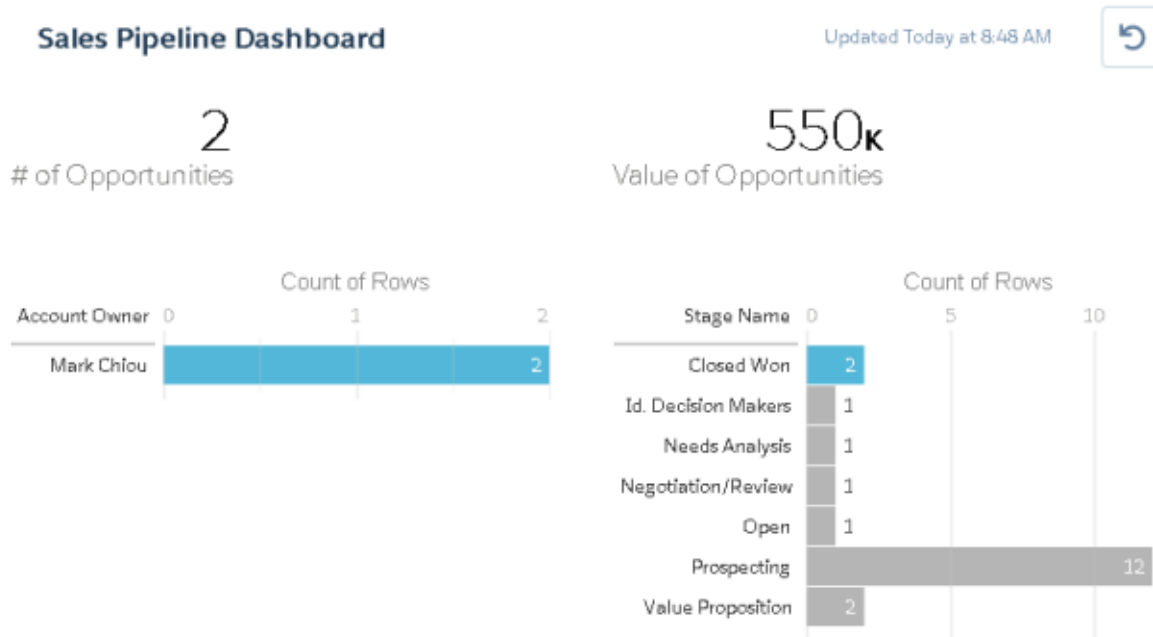 Sales Pipeline Dashboard
Updated Today at 8:48 AM
2
# of Opportunities
550K
Value of Opportunities
Count of Rows
Account Owner 0 1 2
Mark Chiou 2
Count of Rows
Stage Name 0 5 10
Closed Won 2
Id. Decision Makers 1
Needs Analysis 1
Negotiation/Review 1
Open 1
Prospecting 12
Value Proposition 2